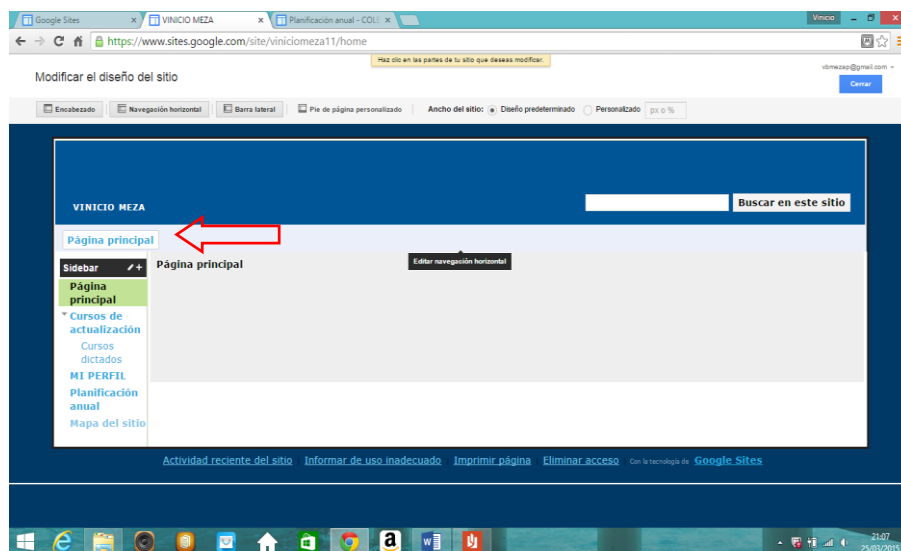 Google Sites
VINICIO MEZA
Planificación anual - COLE
Vinicio
https://www.sites.google.com/site/viniciomeza11/home
Haz clic en las partes de tu sitio que deseas modificar.
Modificar el diseño del sitio
vbmezap@gmail.com
Cerrar
Encabezado Navegación horizontal Barra lateral Pie de página personalizado Ancho del sitio: Diseño predeterminado Personalizado px o %
VINICIO MEZA
Buscar en este sitio
Página principal
Editar navegación horizontal
Sidebar
Página principal
Página
principal
Cursos de
actualización
Cursos
dictados
MI PERFIL
Planificación
anual
Mapa del sitio
Actividad reciente del sitio Informar de uso inadecuado Imprimir página Eliminar acceso Con la tecnología de Google Sites
21:07
25/03/2015